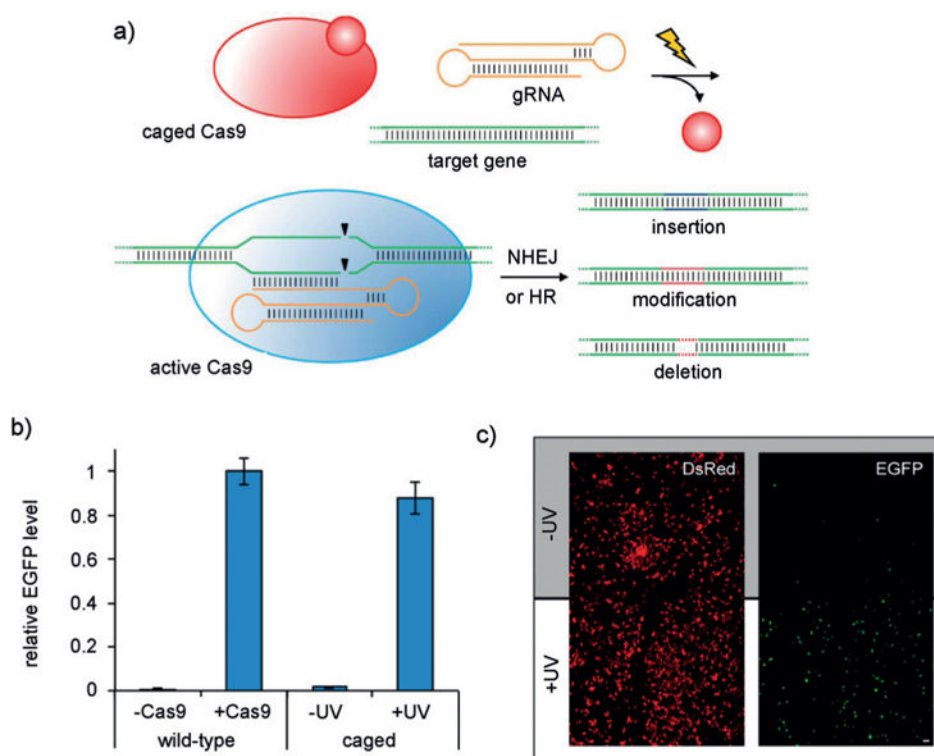 a)
caged Cas9
gRNA
target gene
active Cas9
NHEJ
or HR
insertion
modification
deletion
b)
relative EGFP level
1
0.8
0.6
0.4
0.2
0
-Cas9 +Cas9 -UV +UV
wild-type caged
c)
DsRed EGFP
-UV
+UV